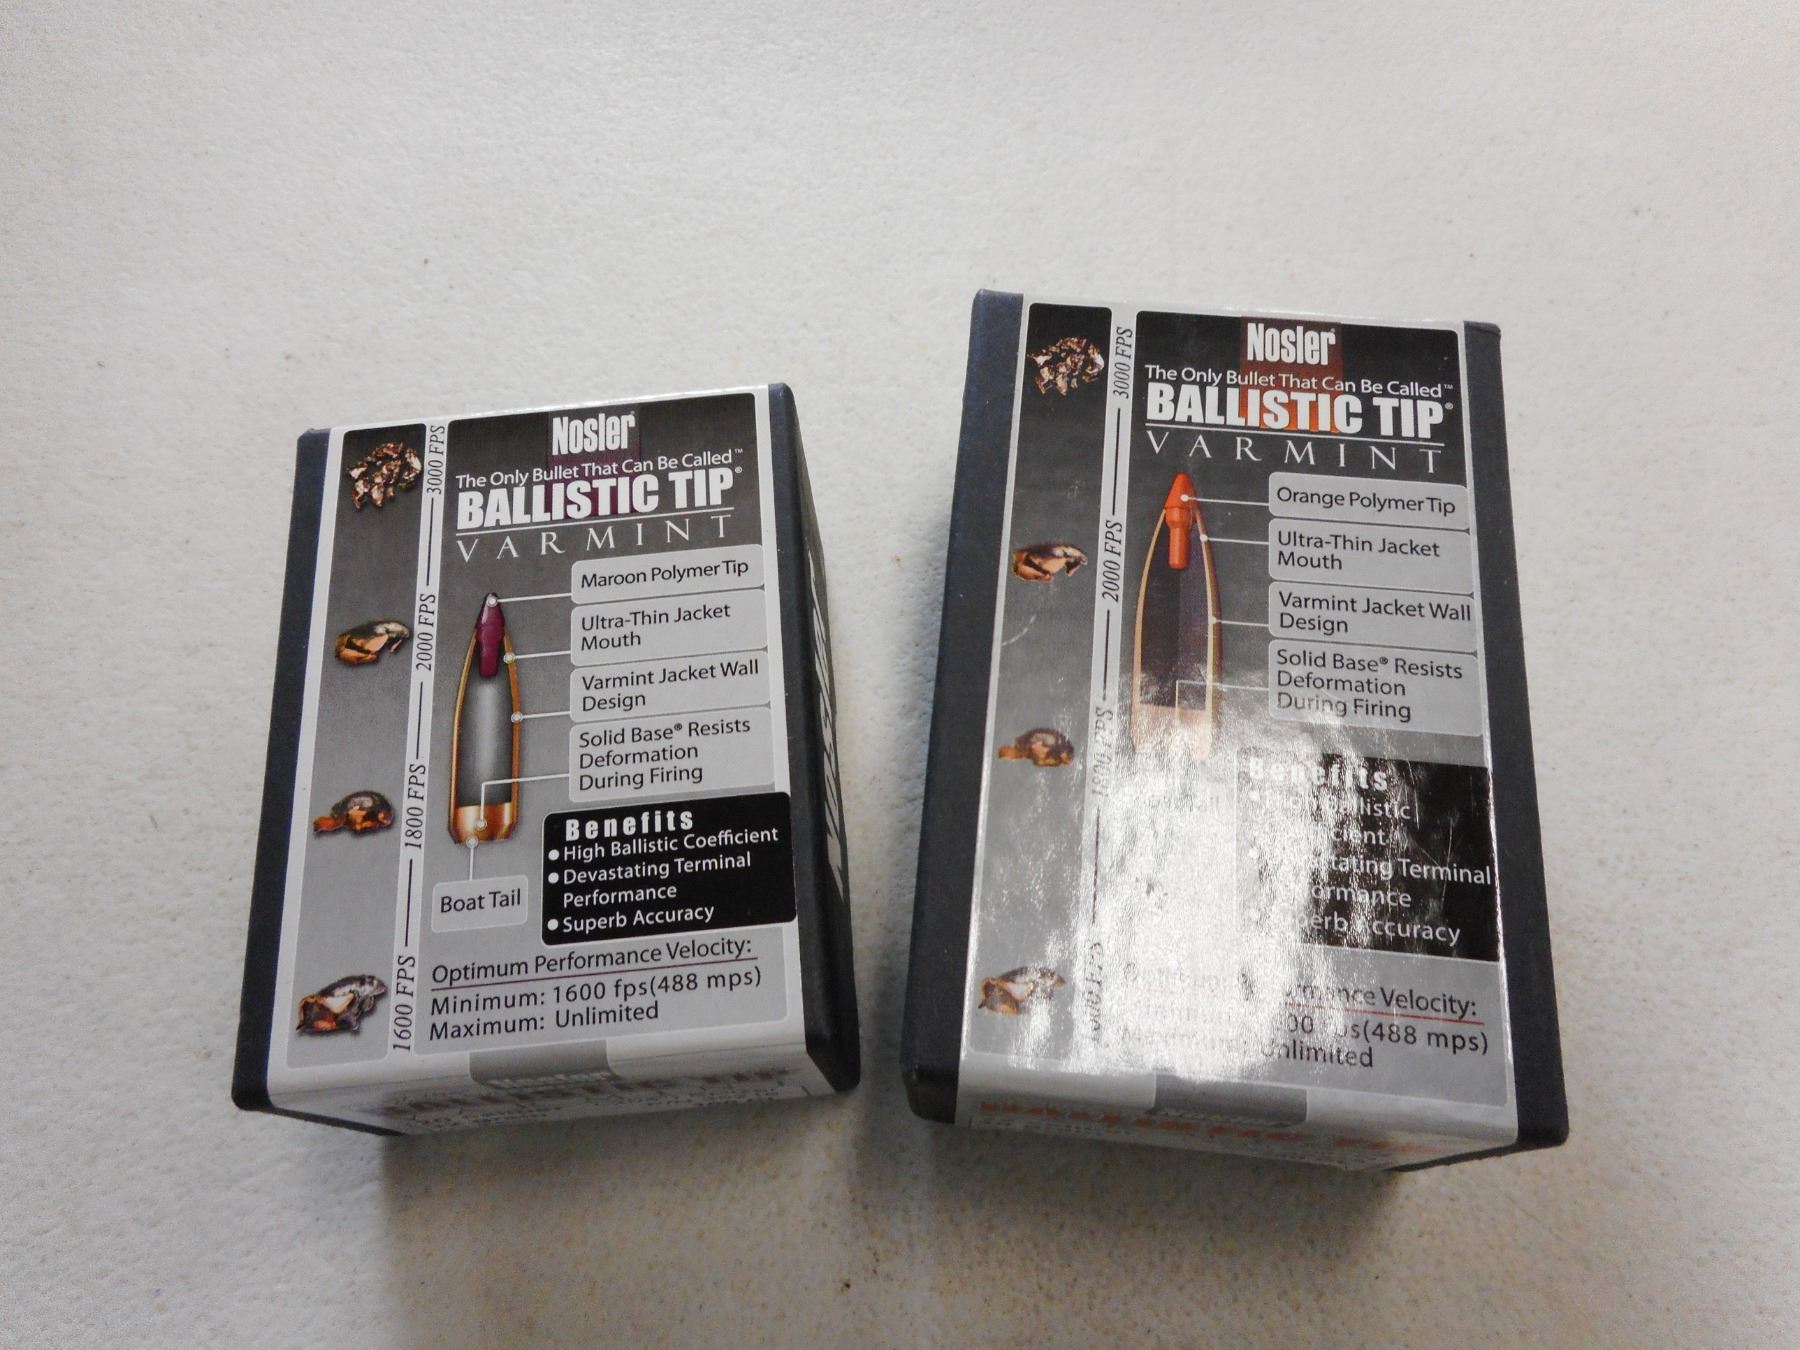 Nosler
The Only Bullet That Can Be Called™
BALLISTIC TIP®
VARMINT
3000 FPS
2000 FPS
1800 FPS
1600 FPS
Maroon Polymer Tip
Ultra-Thin Jacket
Mouth
Varmint Jacket Wall
Design
Solid Base® Resists
Deformation
During Firing
Boat Tail
Benefits
• High Ballistic Coefficient
• Devastating Terminal
Performance
• Superb Accuracy
Optimum Performance Velocity:
Minimum: 1600 fps(488 mps)
Maximum: Unlimited
Nosler
Nosler
The Only Bullet That Can Be Called™
BALLISTIC TIP®
VARMINT
3000 FPS
2000 FPS
Orange Polymer Tip
Ultra-Thin Jacket
Mouth
Varmint Jacket Wall
Design
Solid Base® Resists
Deformation
During Firing
Benefits
Ballistic
Terminal
Accuracy
Velocity:
(488 mps)
Unlimited